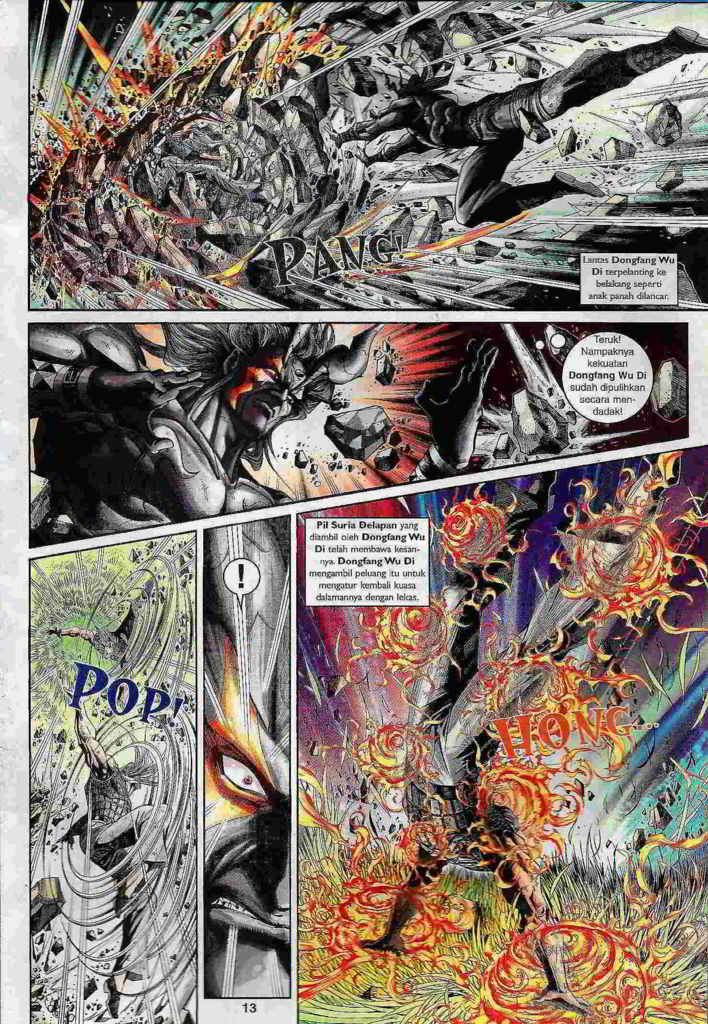 PANG!
Lantas Dongfang Wu
Di terpelanting ke
belakang seperti
anak panah dilancar.
Teruk!
Nampaknya
kekuatan
Dongfang Wu Di
sudah dipulihkan
secara men-
dadak!
Pil Suria Delapan yang
diambil oleh Dongfang Wu
Di telah membawa kesan-
nya. Dongfang Wu Di
mengambil peluang itu untuk
mengatur kembali kuasa
dalamannya dengan lekas.
!
POP!
HONG...
13